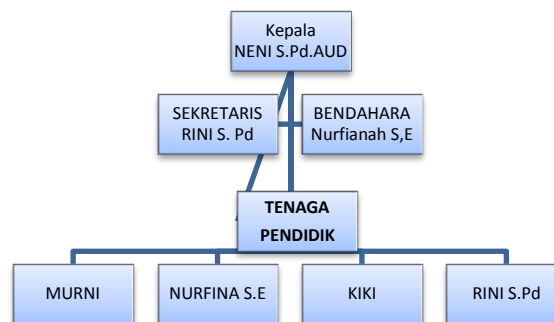 Kepala
NENI S.Pd.AUD
SEKRETARIS
RINI S. Pd
BENDAHARA
Nurfianah S,E
TENAGA
PENDIDIK
MURNI
NURFINA S.E
KIKI
RINI S.Pd